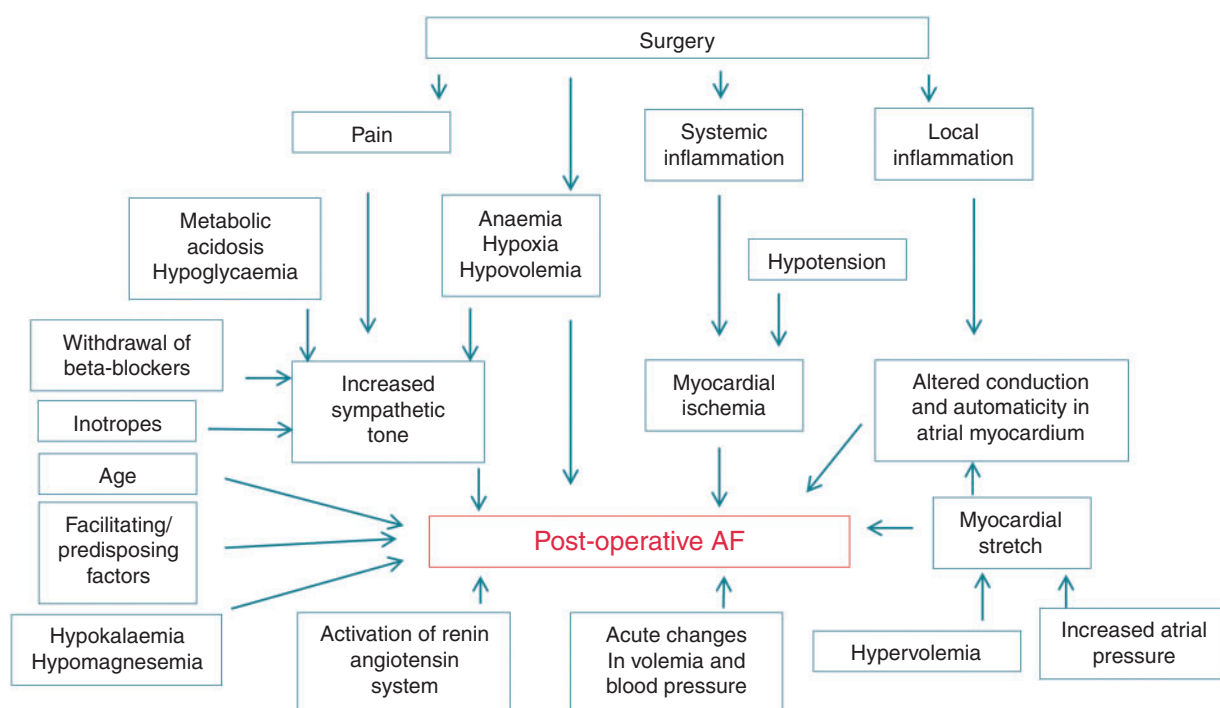 Surgery
Pain
Systemic
inflammation
Local
inflammation
Metabolic
acidosis
Hypoglycaemia
Anaemia
Hypoxia
Hypovolemia
Hypotension
Withdrawal of
beta-blockers
Increased
sympathetic
tone
Myocardial
ischemia
Altered conduction
and automaticity in
atrial myocardium
Inotropes
Age
Facilitating/
predisposing
factors
Post-operative AF
Myocardial
stretch
Hypokalaemia
Hypomagnesemia
Activation of renin
angiotensin
system
Acute changes
In volemia and
blood pressure
Hypervolemia
Increased atrial
pressure